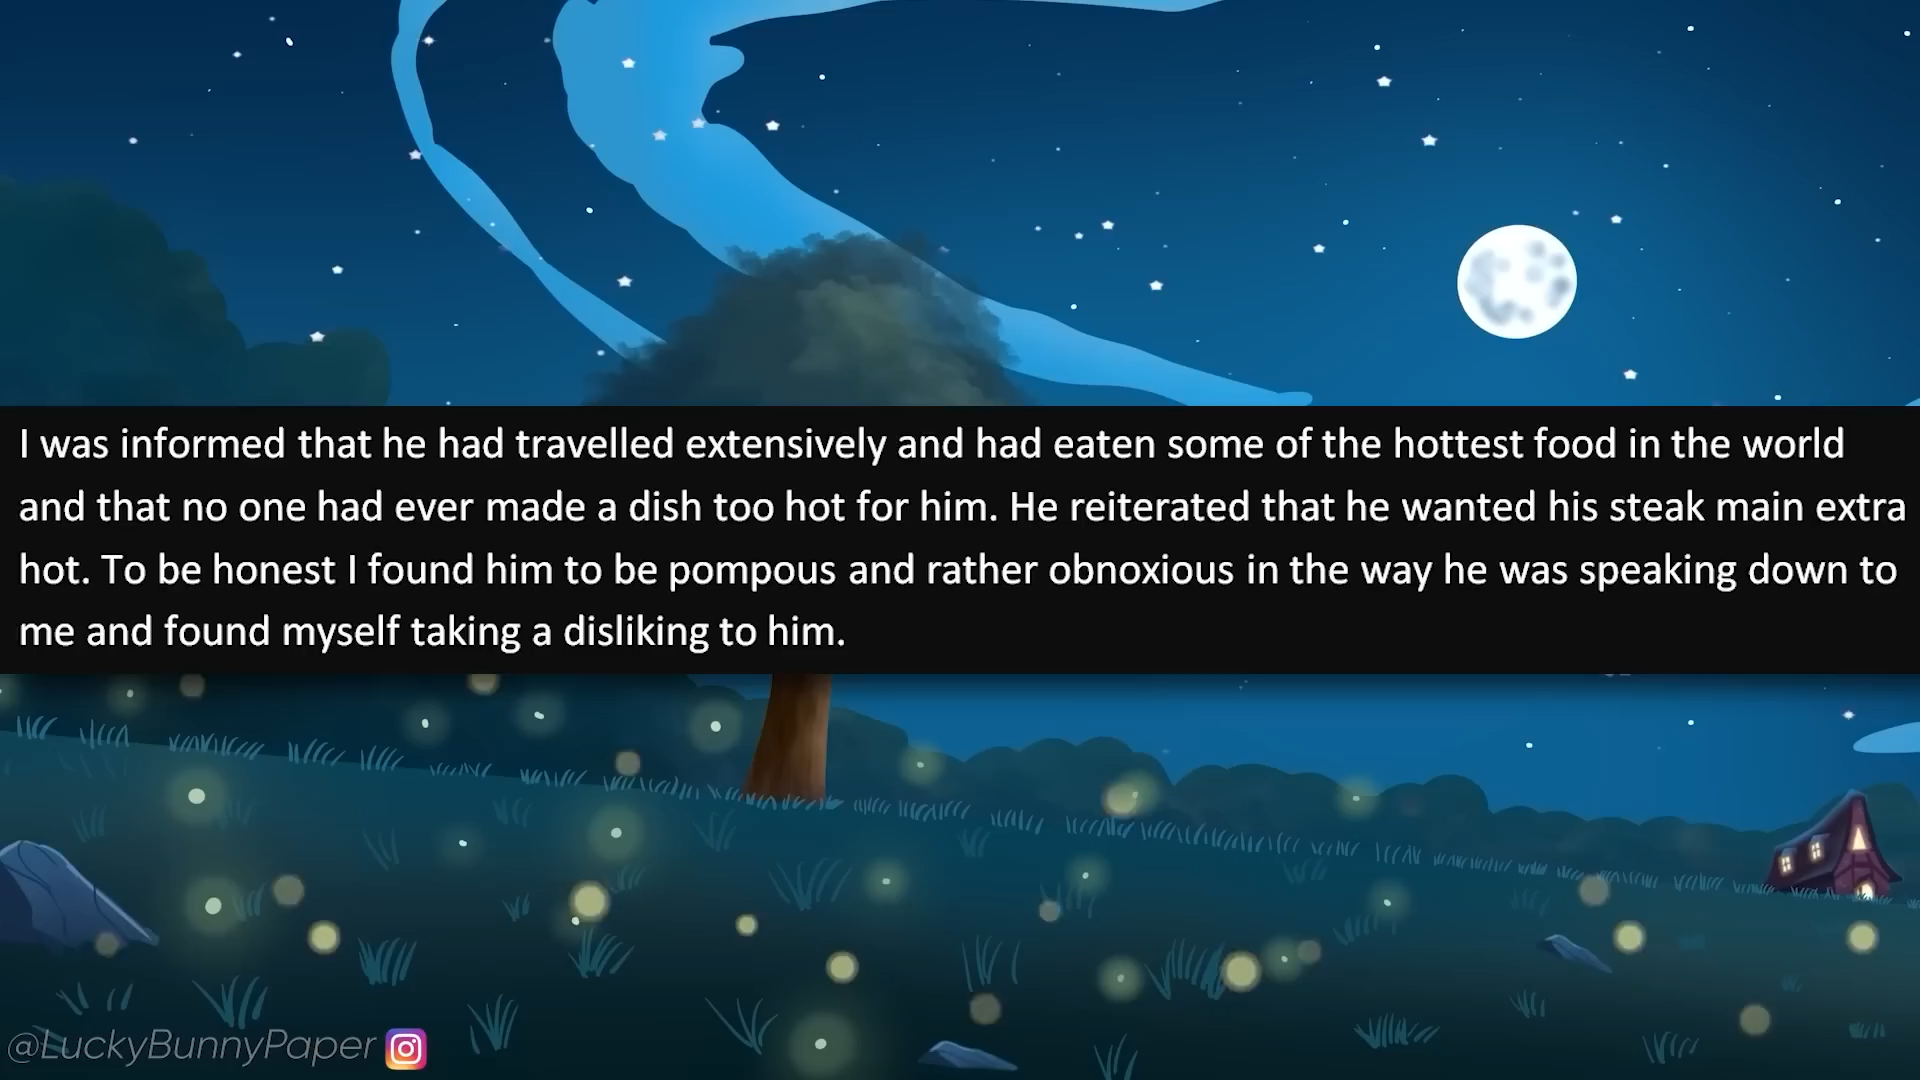 I was informed that he had travelled extensively and had eaten some of the hottest food in the world
and that no one had ever made a dish too hot for him. He reiterated that he wanted his steak main extra
hot. To be honest I found him to be pompous and rather obnoxious in the way he was speaking down to
me and found myself taking a disliking to him.
@LuckyBunnyPaper